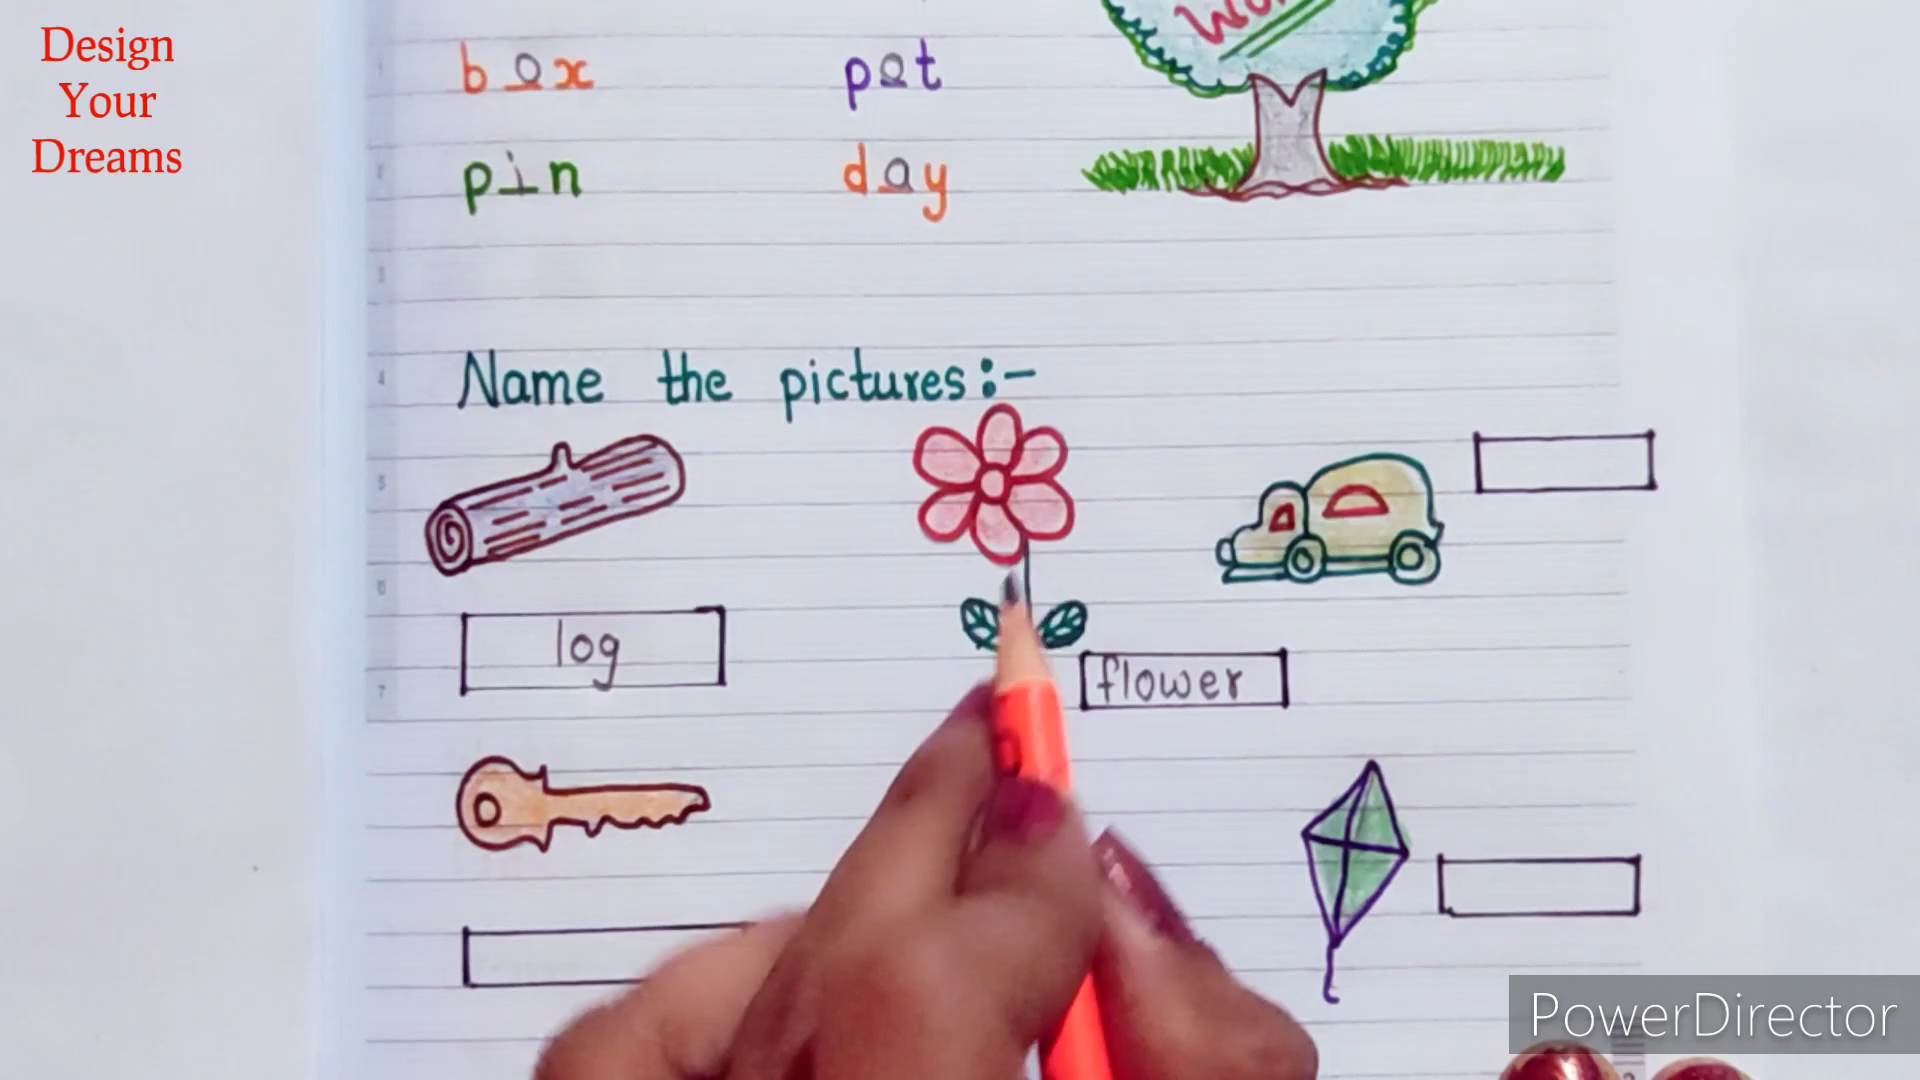 Design
Your
Dreams
box pot
pin day
Name the pictures:-
log
flower
PowerDirector